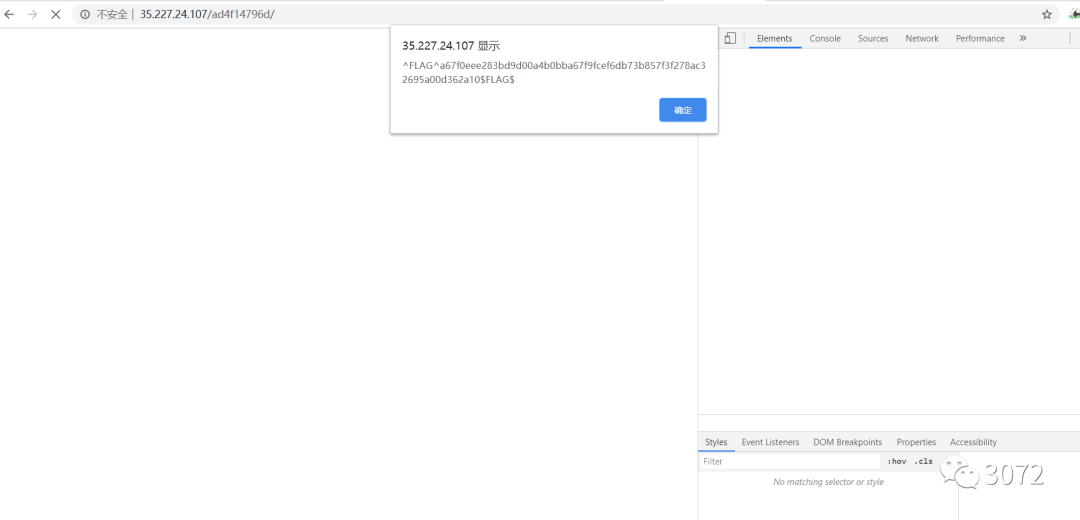 不安全 | 35.227.24.107/ad4f14796d/
35.227.24.107 显示
^FLAG^a67f0eee283bd9d00a4b0bba67f9fcef6db73b857f3f278ac3
2695a00d362a10$FLAG$
确定
Elements Console Sources Network Performance »
Styles Event Listeners DOM Breakpoints Properties Accessibility
Filter :hov .cls
No matching selector or style
3072